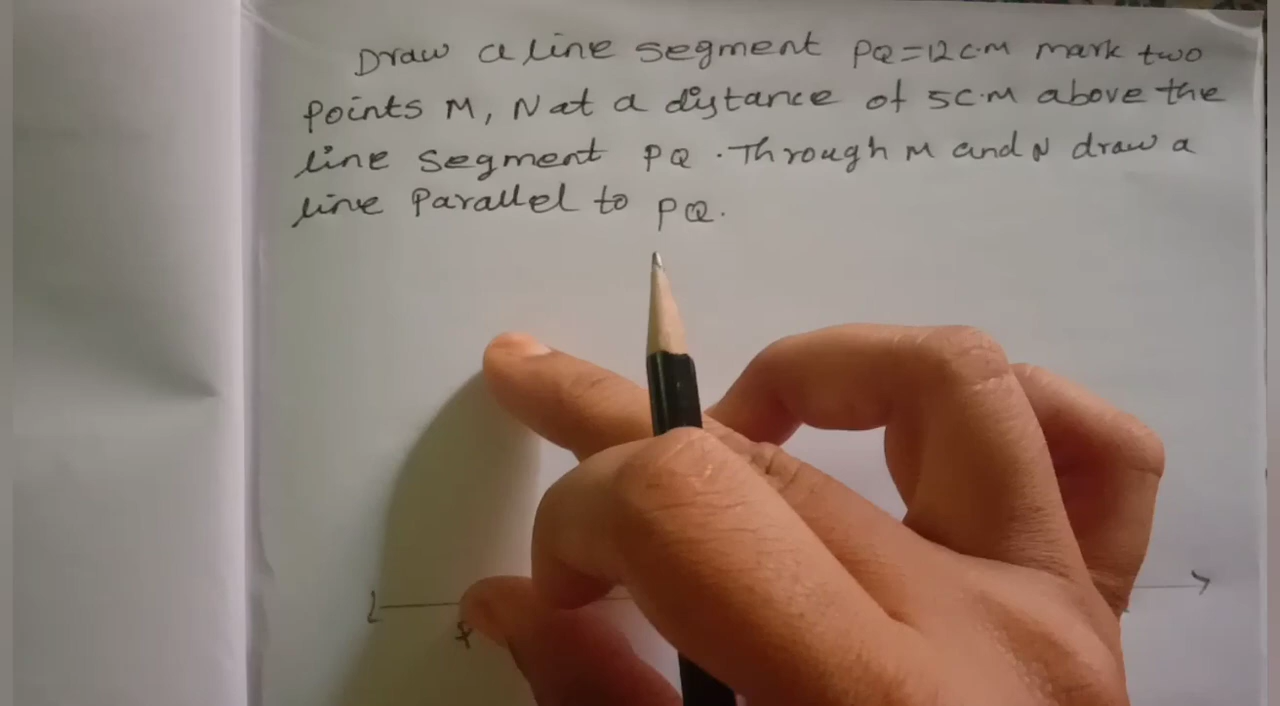 Draw a line segment PQ=12 c.m mark two
points M, N at a distance of 5c.m above the
line segment PQ. Through M and N draw a
line Parallel to PQ.